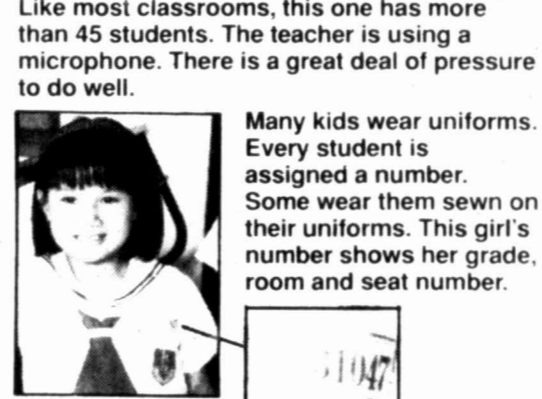 Like most classrooms, this one has more
than 45 students. The teacher is using a
microphone. There is a great deal of pressure
to do well.
Many kids wear uniforms.
Every student is
assigned a number.
Some wear them sewn on
their uniforms. This girl's
number shows her grade,
room and seat number.